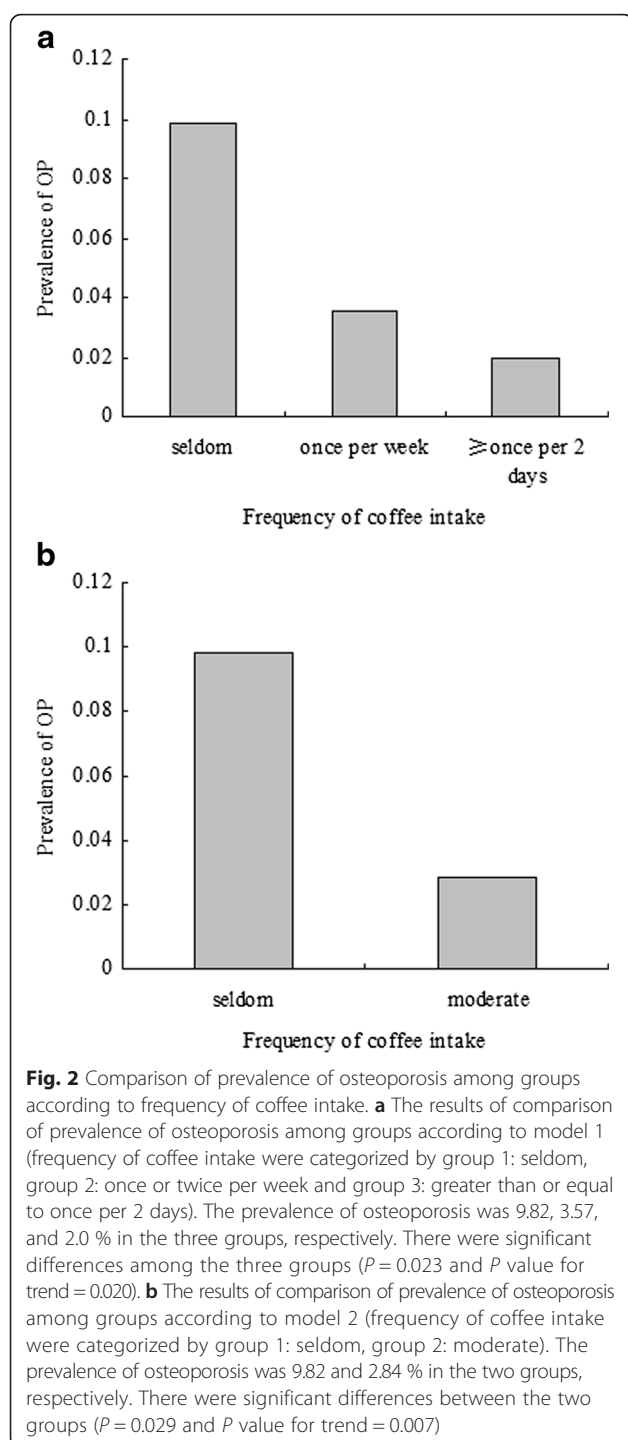 a
0.12
0.1
0.08
0.06
0.04
0.02
0
Prevalence of OP
seldom once per week ≥once per 2
days
Frequency of coffee intake
b
0.12
0.1
0.08
0.06
0.04
0.02
0
Prevalence of OP
seldom moderate
Frequency of coffee intake
Fig. 2 Comparison of prevalence of osteoporosis among groups
according to frequency of coffee intake. a The results of comparison
of prevalence of osteoporosis among groups according to model 1
(frequency of coffee intake were categorized by group 1: seldom,
group 2: once or twice per week and group 3: greater than or equal
to once per 2 days). The prevalence of osteoporosis was 9.82, 3.57,
and 2.0 % in the three groups, respectively. There were significant
differences among the three groups (P = 0.023 and P value for
trend = 0.020). b The results of comparison of prevalence of osteoporosis
among groups according to model 2 (frequency of coffee intake
were categorized by group 1: seldom, group 2: moderate). The
prevalence of osteoporosis was 9.82 and 2.84 % in the two groups,
respectively. There were significant differences between the two
groups (P = 0.029 and P value for trend = 0.007)